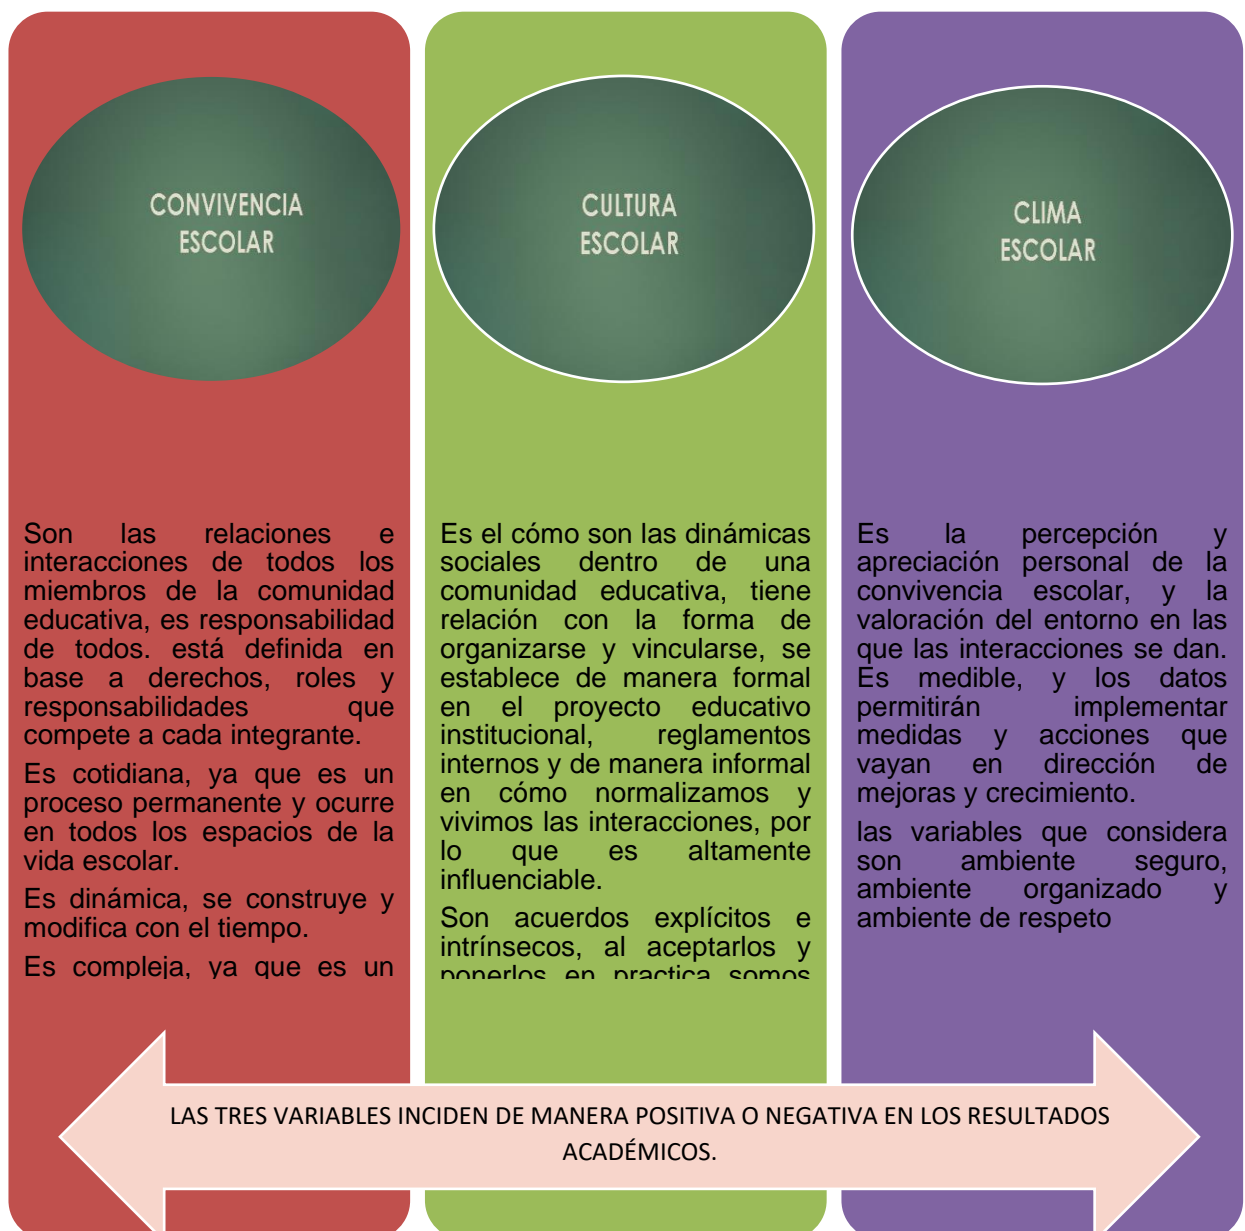 CONVIVENCIA
ESCOLAR
Son las relaciones e
interacciones de todos los
miembros de la comunidad
educativa, es responsabilidad
de todos. está definida en
base a derechos, roles y
responsabilidades que
compete a cada integrante.
Es cotidiana, ya que es un
proceso permanente y ocurre
en todos los espacios de la
vida escolar.
Es dinámica, se construye y
modifica con el tiempo.
Es compleja, ya que es un
CULTURA
ESCOLAR
Es el cómo son las dinámicas
sociales dentro de una
comunidad educativa, tiene
relación con la forma de
organizarse y vincularse, se
establece de manera formal
en el proyecto educativo
institucional, reglamentos
internos y de manera informal
en cómo normalizamos y
vivimos las interacciones, por
lo que es altamente
influenciable.
Son acuerdos explícitos e
intrínsecos, al aceptarlos y
ponerlos en practica somos
CLIMA
ESCOLAR
Es la percepción y
apreciación personal de la
convivencia escolar, y la
valoración del entorno en las
que las interacciones se dan.
Es medible, y los datos
permitirán implementar
medidas y acciones que
vayan en dirección de
mejoras y crecimiento.
las variables que considera
son ambiente seguro,
ambiente organizado y
ambiente de respeto
LAS TRES VARIABLES INCIDEN DE MANERA POSITIVA O NEGATIVA EN LOS RESULTADOS
ACADÉMICOS.